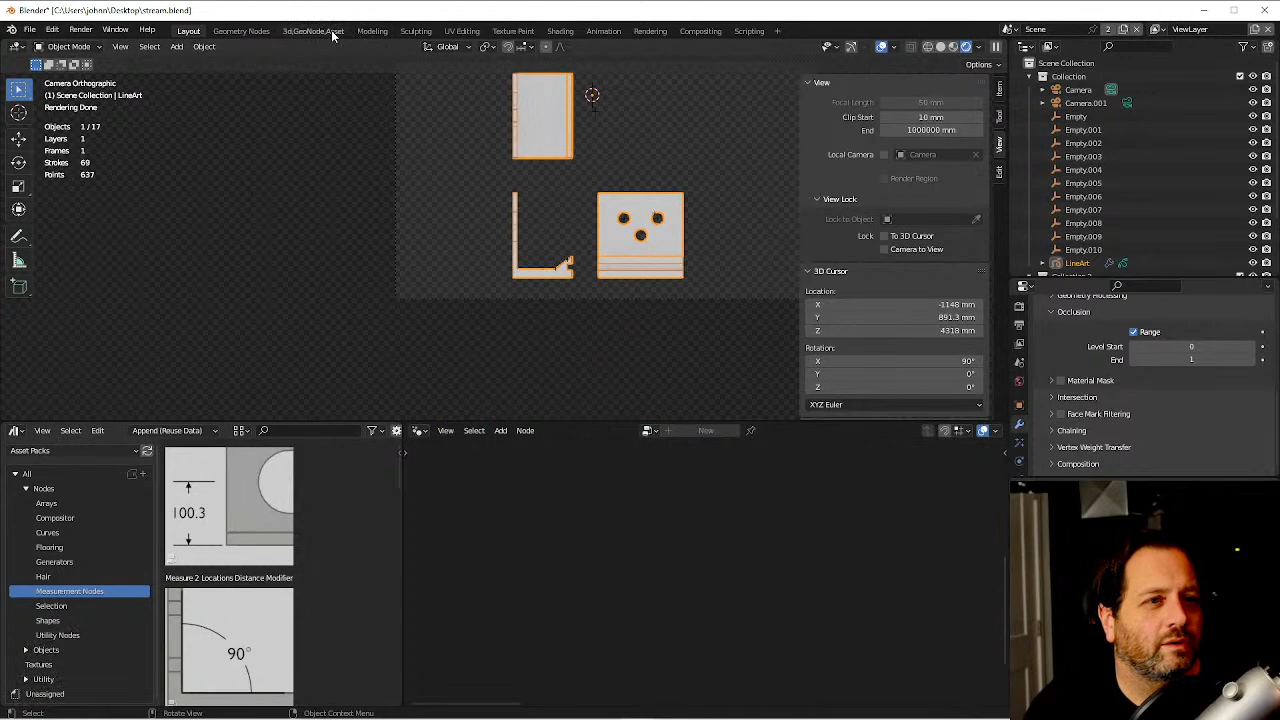 Blender* [C:\Users\johnn\Desktop\stream.blend]
File Edit Render Window Help Layout Geometry Nodes 3d,GeoNode,Asset Modeling Sculpting UV Editing Texture Paint Shading Animation Rendering Compositing Scripting + Scene ViewLayer
Object Mode View Select Add Object Global
Options
Camera Orthographic
(1) Scene Collection | LineArt
Rendering Done
Objects 1 / 17
Layers 1
Frames 1
Strokes 69
Points 637
View
Focal Length 50 mm
Clip Start 10 mm
End 1000000 mm
Local Camera Camera
Render Region
View Lock
Lock to Object
Lock To 3D Cursor
Camera to View
3D Cursor
Location:
X -1148 mm
Y 891.3 mm
Z 4318 mm
Rotation:
X 90°
Y 0°
Z 0°
XYZ Euler
Item
Tool
View
Edit
Scene Collection
Collection
Camera
Camera.001
Empty
Empty.001
Empty.002
Empty.003
Empty.004
Empty.005
Empty.006
Empty.007
Empty.008
Empty.009
Empty.010
LineArt
Occlusion
Range
Level Start 0
End 1
Material Mask
Intersection
Face Mark Filtering
Chaining
Vertex Weight Transfer
Composition
View Select Edit Append (Reuse Data)
Asset Packs
All
Nodes
Arrays
Compositor
Curves
Flooring
Generators
Hair
Measurement Nodes
Selection
Shapes
Utility Nodes
Objects
Textures
Utility
Unassigned
100.3
Measure 2 Locations Distance Modifier
90°
View Select Add Node New
Select Rotate View Object Context Menu